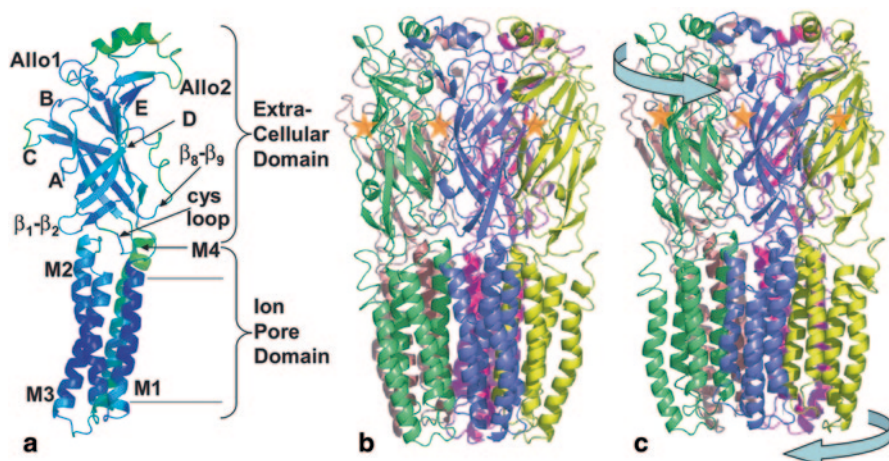 Allo1
Allo2
B
E
D
C
A
β8-β9
β1-β2
cys
loop
M4
M2
M3
M1
Extra-
Cellular
Domain
Ion
Pore
Domain
a
b
c